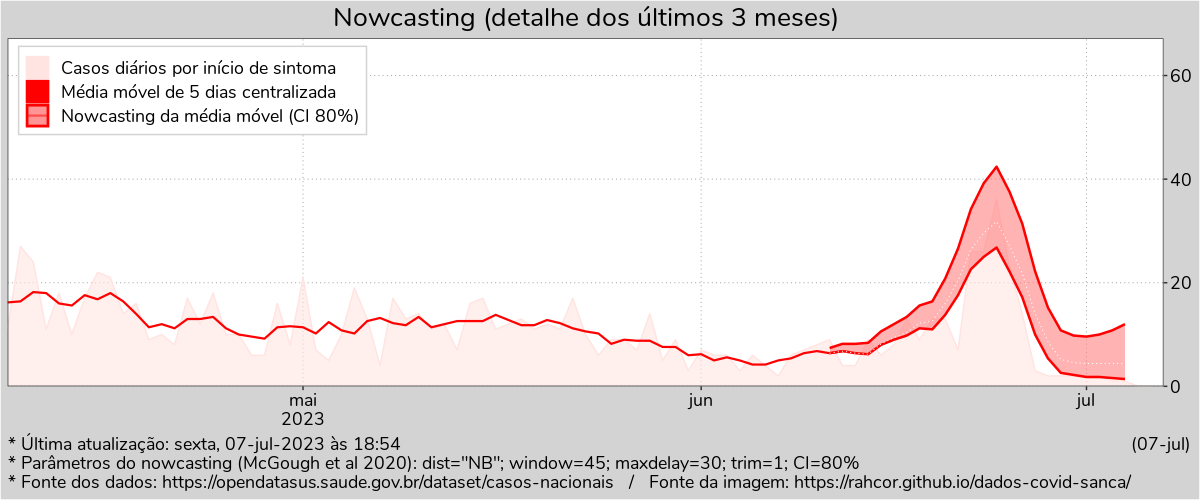 Nowcasting (detalhe dos últimos 3 meses)
Casos diários por início de sintoma
Média móvel de 5 dias centralizada
Nowcasting da média móvel (CI 80%)
60
40
20
0
mai
2023
jun
jul
* Última atualização: sexta, 07-jul-2023 às 18:54
(07-jul)
* Parâmetros do nowcasting (McGough et al 2020): dist="NB"; window=45; maxdelay=30; trim=1; CI=80%
* Fonte dos dados: https://opendatasus.saude.gov.br/dataset/casos-nacionais / Fonte da imagem: https://rahcor.github.io/dados-covid-sanca/